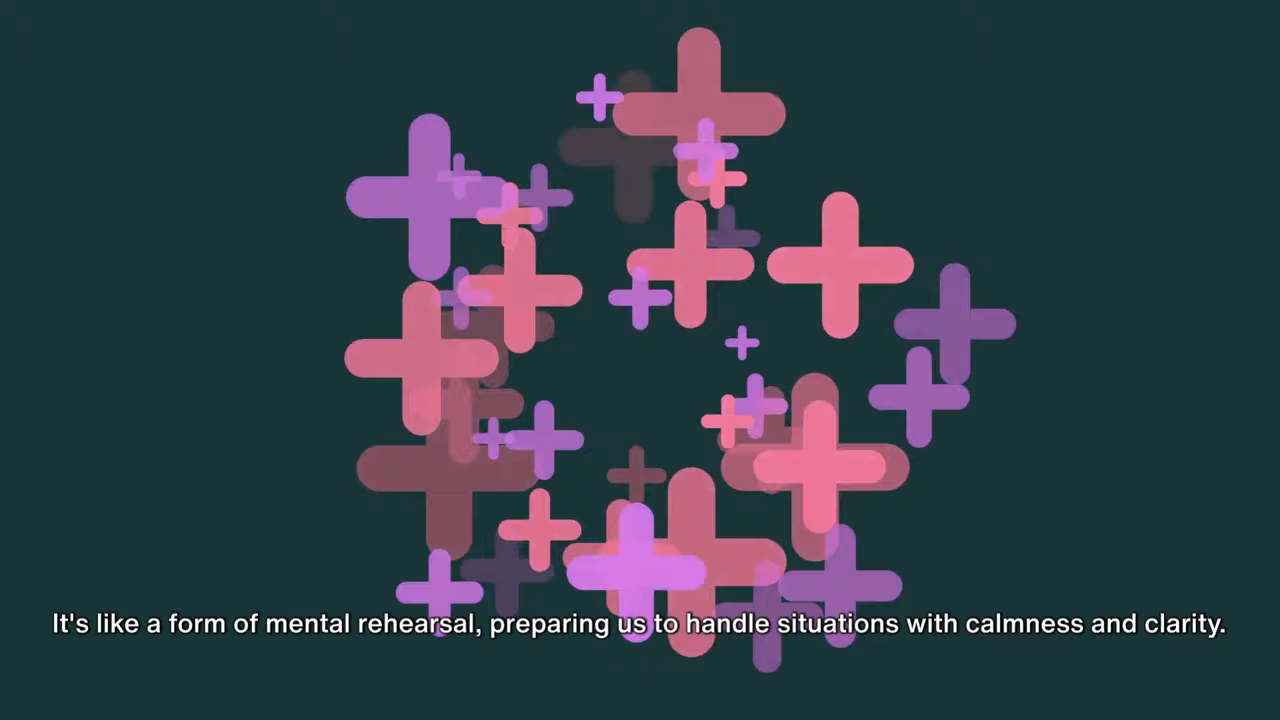 It's like a form of mental rehearsal, preparing us to handle situations with calmness and clarity.